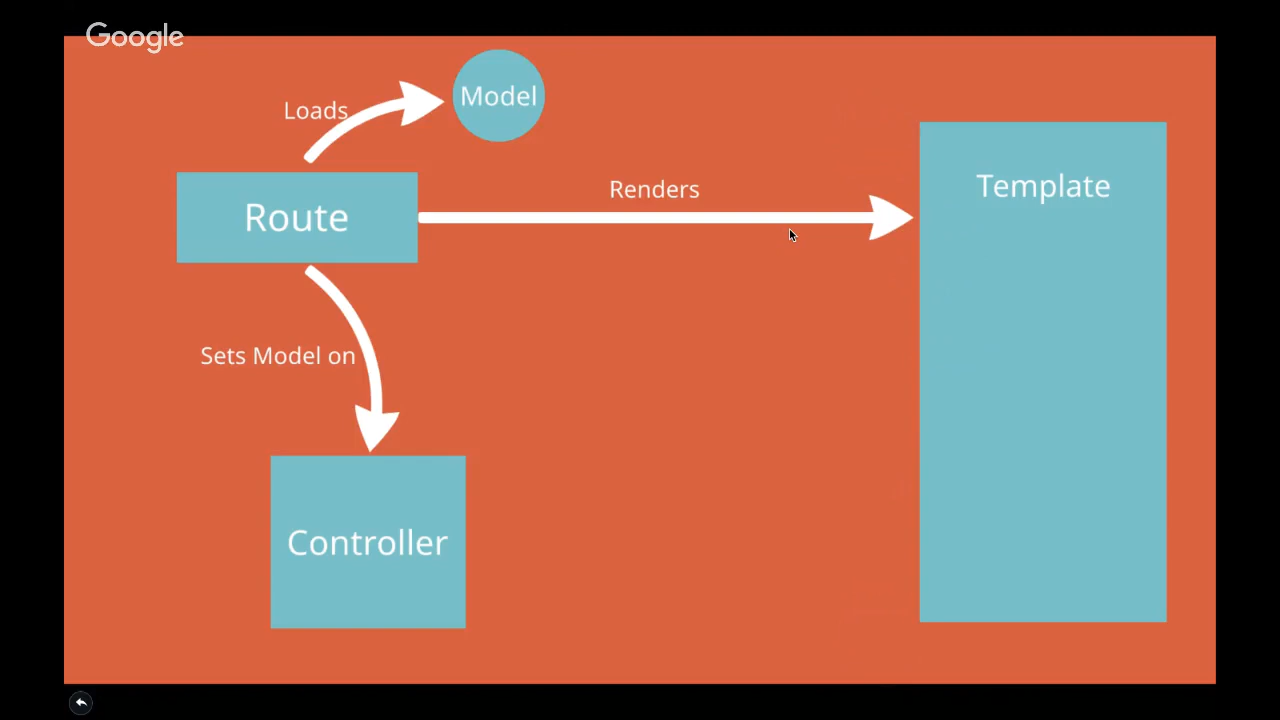 Google
Model
Loads
Template
Renders
Route
Sets Model on
Controller